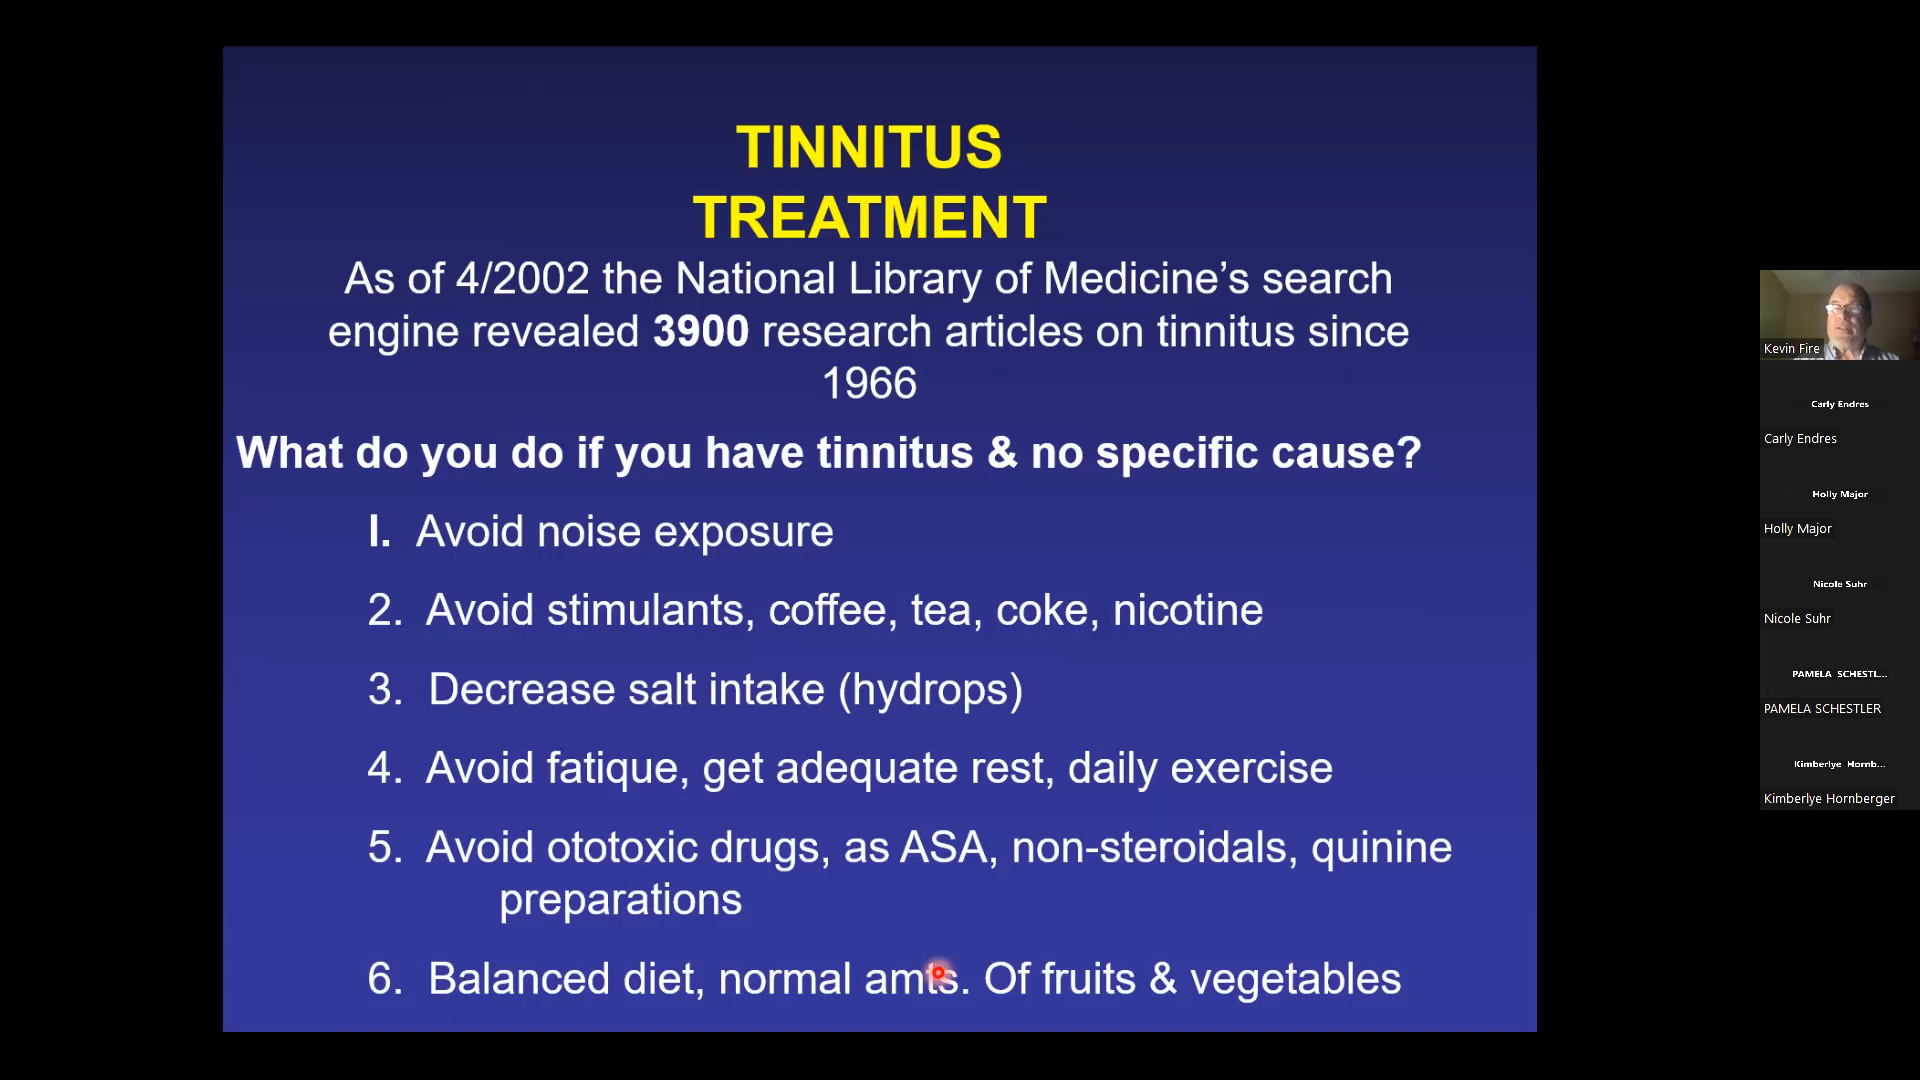 TINNITUS
TREATMENT
As of 4/2002 the National Library of Medicine’s search
engine revealed 3900 research articles on tinnitus since
1966
What do you do if you have tinnitus & no specific cause?
I. Avoid noise exposure
2. Avoid stimulants, coffee, tea, coke, nicotine
3. Decrease salt intake (hydrops)
4. Avoid fatique, get adequate rest, daily exercise
5. Avoid ototoxic drugs, as ASA, non-steroidals, quinine
preparations
6. Balanced diet, normal amts. Of fruits & vegetables
Kevin Fire
Carly Endres
Carly Endres
Holly Major
Holly Major
Nicole Suhr
Nicole Suhr
PAMELA SCHESTL...
PAMELA SCHESTLER
Kimberlye Hornb...
Kimberlye Hornberger